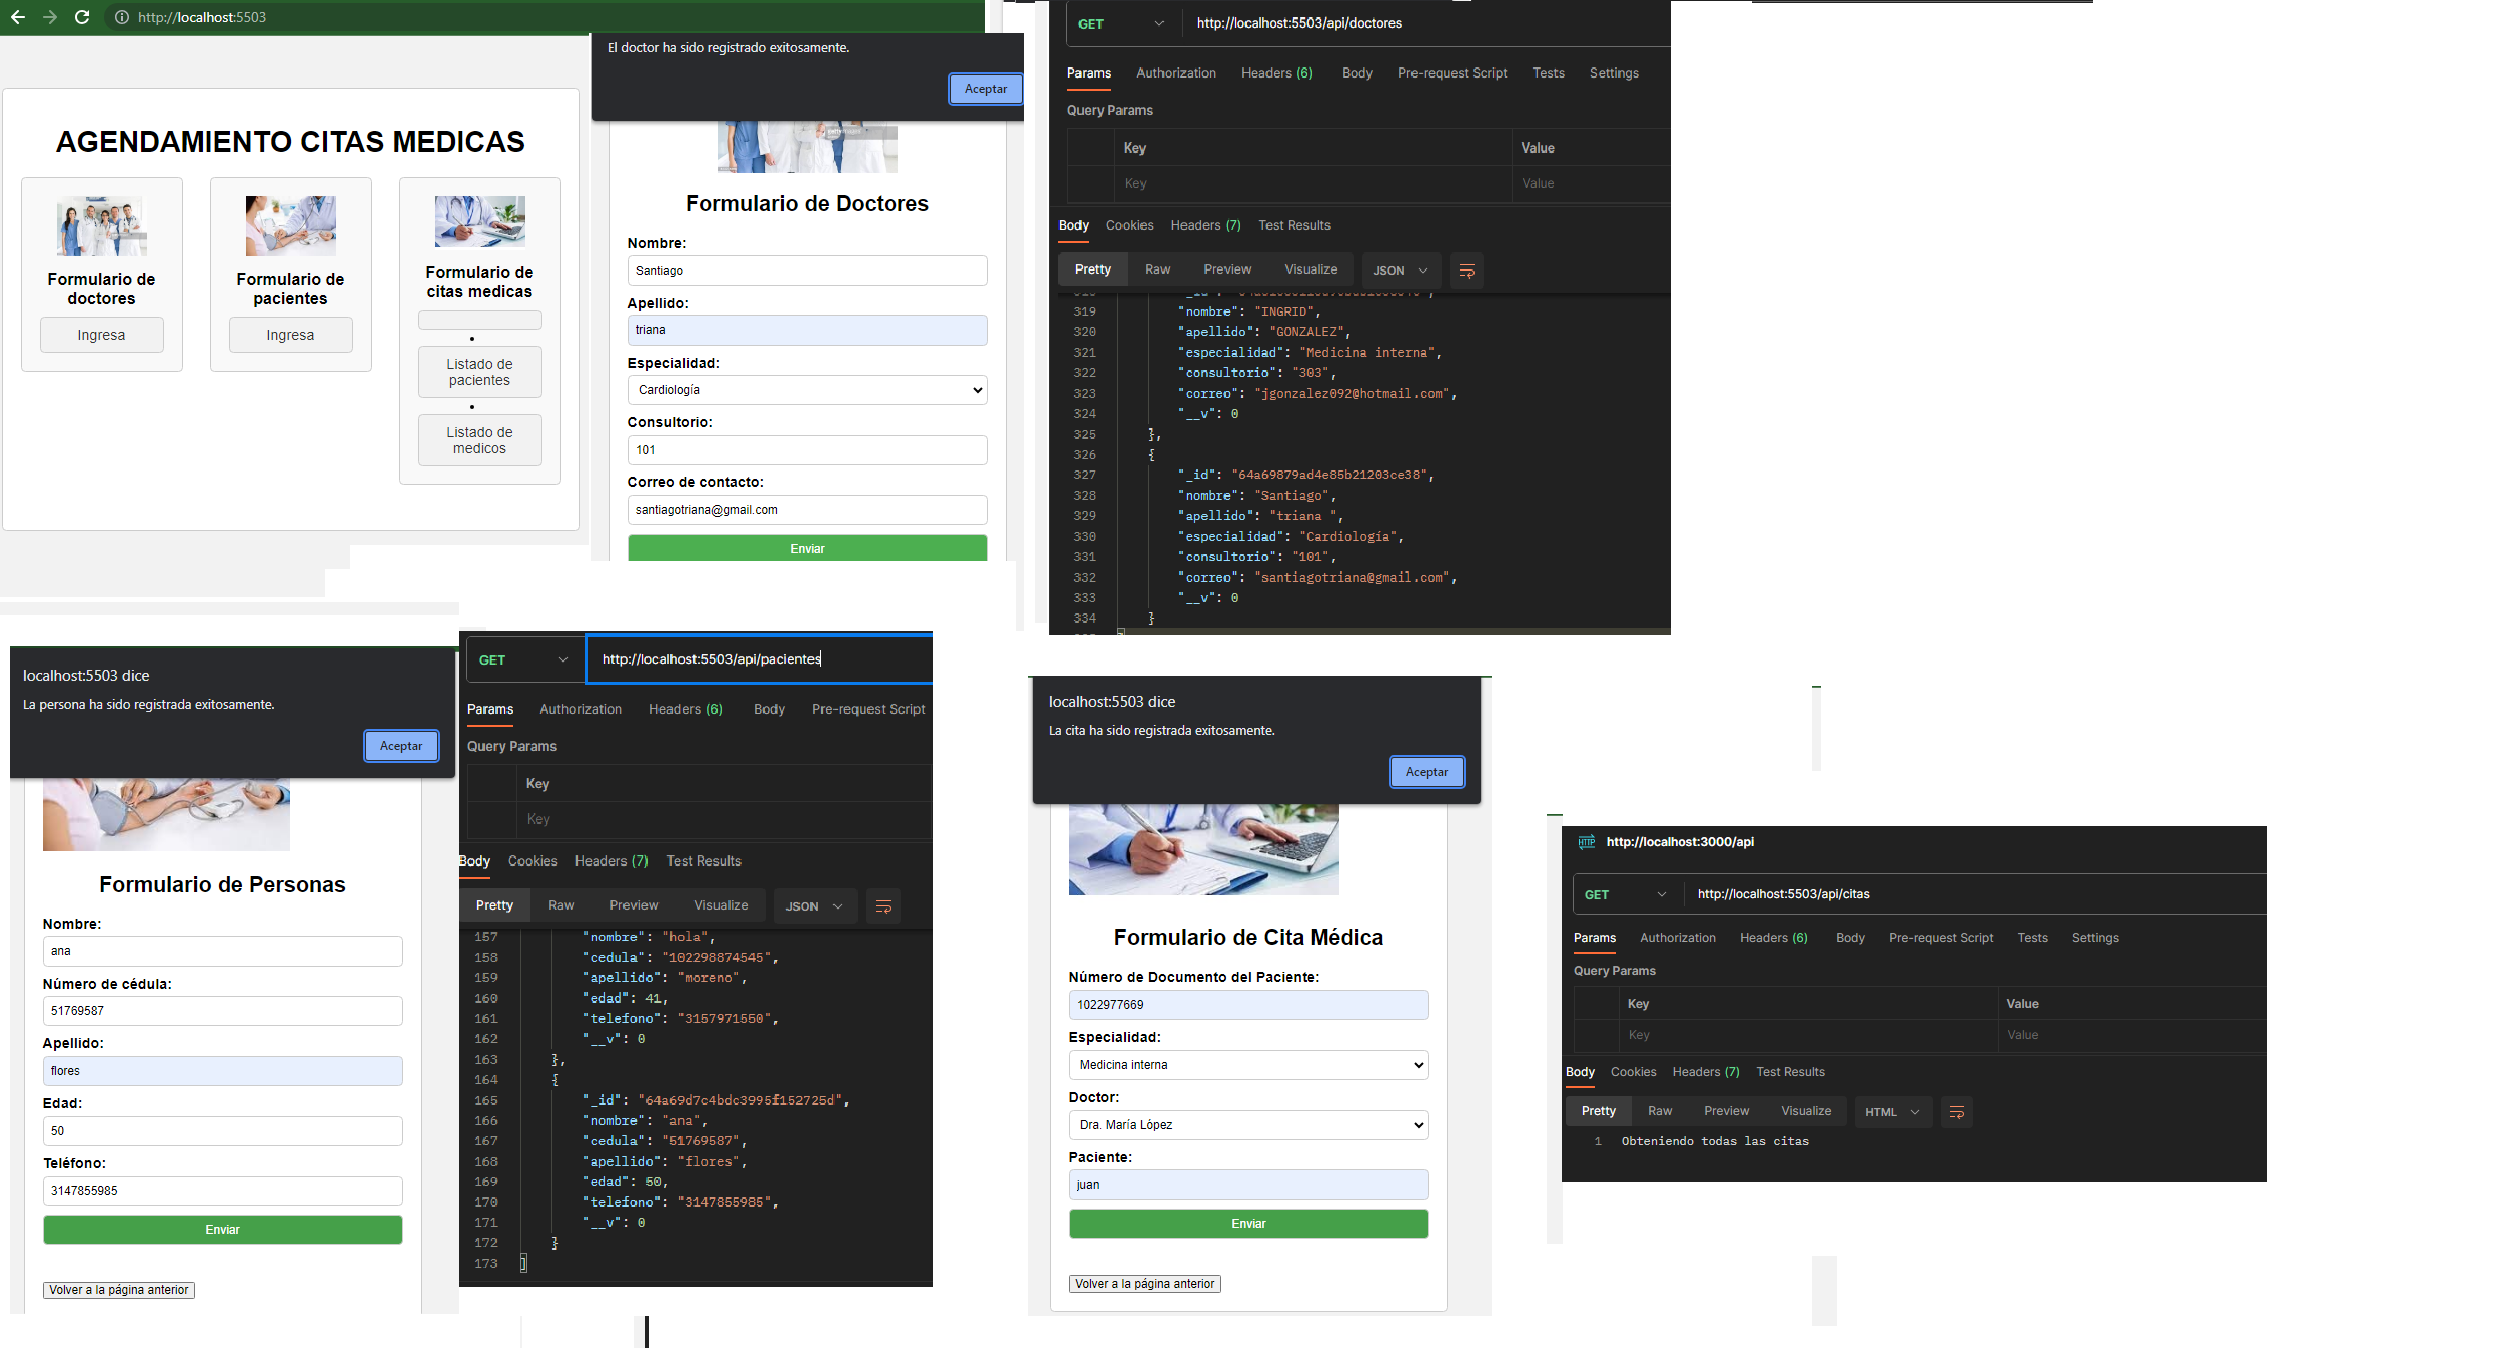 http://localhost:5503
AGENDAMIENTO CITAS MEDICAS
Formulario de
doctores
Ingresa
Formulario de
pacientes
Ingresa
Formulario de
citas medicas
Listado de
pacientes
Listado de
medicos
El doctor ha sido registrado exitosamente.
Aceptar
Formulario de Doctores
Nombre:
Santiago
Apellido:
triana
Especialidad:
Cardiología
Consultorio:
101
Correo de contacto:
santiagotriana@gmail.com
Enviar
GET http://localhost:5503/api/doctores
Params Authorization Headers (6) Body Pre-request Script Tests Settings
Query Params
Key Value
Key Value
Body Cookies Headers (7) Test Results
Pretty Raw Preview Visualize JSON
319 "nombre": "INGRID",
320 "apellido": "GONZALEZ",
321 "especialidad": "Medicina interna",
322 "consultorio": "303",
323 "correo": "jgonzalez092@hotmail.com",
324 "__v": 0
325 },
326 {
327 "_id": "64a69879ad4e85b21203ce38",
328 "nombre": "Santiago",
329 "apellido": "triana ",
330 "especialidad": "Cardiología",
331 "consultorio": "101",
332 "correo": "santiagotriana@gmail.com",
333 "__v": 0
334 }
localhost:5503 dice
La persona ha sido registrada exitosamente.
Aceptar
Formulario de Personas
Nombre:
ana
Número de cédula:
51769587
Apellido:
flores
Edad:
50
Teléfono:
3147855985
Enviar
Volver a la página anterior
GET http://localhost:5503/api/pacientes
Params Authorization Headers (6) Body Pre-request Script
Query Params
Key
Key
Body Cookies Headers (7) Test Results
Pretty Raw Preview Visualize JSON
157 "nombre": "hola",
158 "cedula": "102298874545",
159 "apellido": "moreno",
160 "edad": 41,
161 "telefono": "3157971550",
162 "__v": 0
163 },
164 {
165 "_id": "64a69d7c4bdc3995f152725d",
166 "nombre": "ana",
167 "cedula": "51769587",
168 "apellido": "flores",
169 "edad": 50,
170 "telefono": "3147855985",
171 "__v": 0
172 }
173 ]
localhost:5503 dice
La cita ha sido registrada exitosamente.
Aceptar
Formulario de Cita Médica
Número de Documento del Paciente:
1022977669
Especialidad:
Medicina interna
Doctor:
Dra. María López
Paciente:
juan
Enviar
Volver a la página anterior
HTTP http://localhost:3000/api
GET http://localhost:5503/api/citas
Params Authorization Headers (6) Body Pre-request Script Tests Settings
Query Params
Key Value
Key Value
Body Cookies Headers (7) Test Results
Pretty Raw Preview Visualize HTML
1 Obteniendo todas las citas